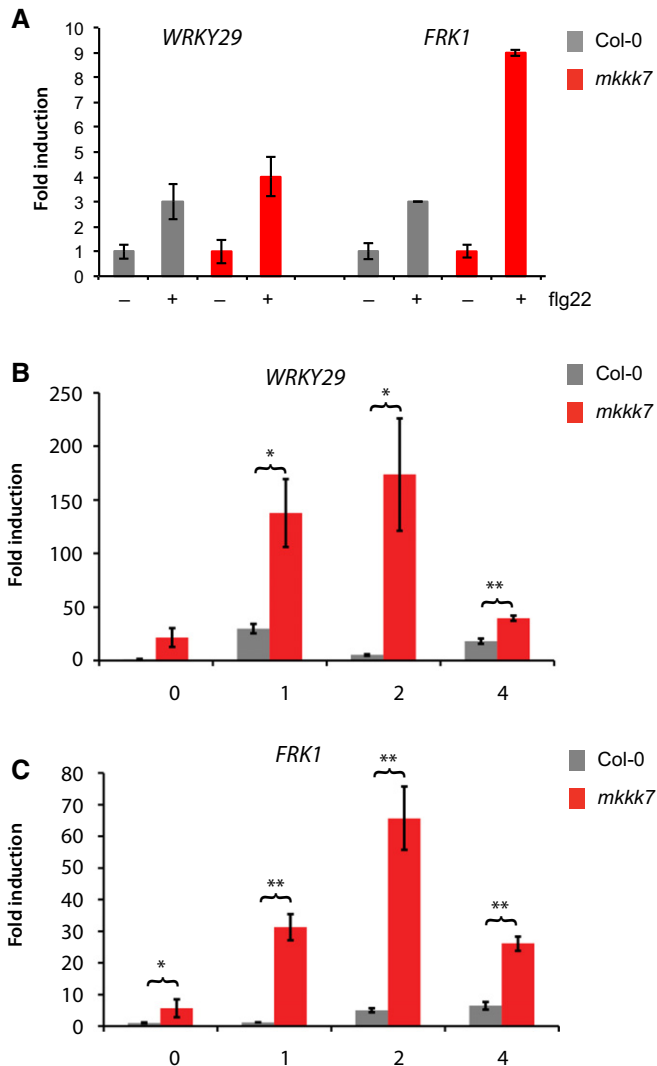 A
WRKY29
FRK1
Col-0
mkkk7
Fold induction
10
9
8
7
6
5
4
3
2
1
0
– + – + – + – + flg22
B
WRKY29
Col-0
mkkk7
Fold induction
250
200
150
100
50
0
*
*
**
0 1 2 4
C
FRK1
Col-0
mkkk7
Fold induction
80
70
60
50
40
30
20
10
0
*
**
**
**
0 1 2 4